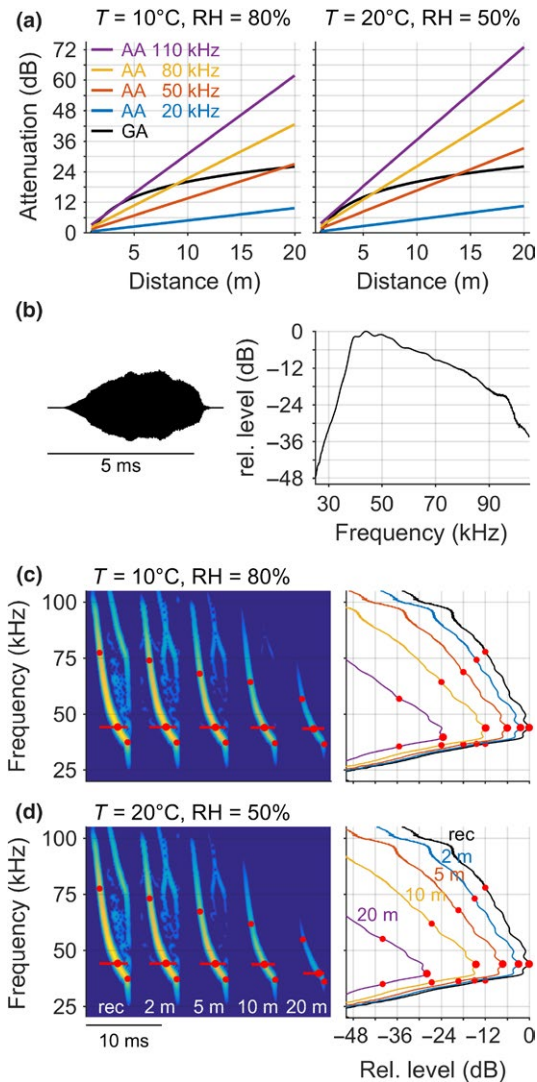 (a)
T = 10°C, RH = 80%
T = 20°C, RH = 50%
Attenuation (dB)
72
60
48
36
24
12
0
AA 110 kHz
AA 80 kHz
AA 50 kHz
AA 20 kHz
GA
5 10 15 20
5 10 15 20
Distance (m)
Distance (m)
(b)
5 ms
rel. level (dB)
0
−12
−24
−36
−48
30 50 70 90
Frequency (kHz)
(c)
T = 10°C, RH = 80%
Frequency (kHz)
100
75
50
25
(d)
T = 20°C, RH = 50%
Frequency (kHz)
100
75
50
25
rec 2 m 5 m 10 m 20 m
10 ms
rec
2 m
5 m
10 m
20 m
−48 −36 −24 −12 0
Rel. level (dB)